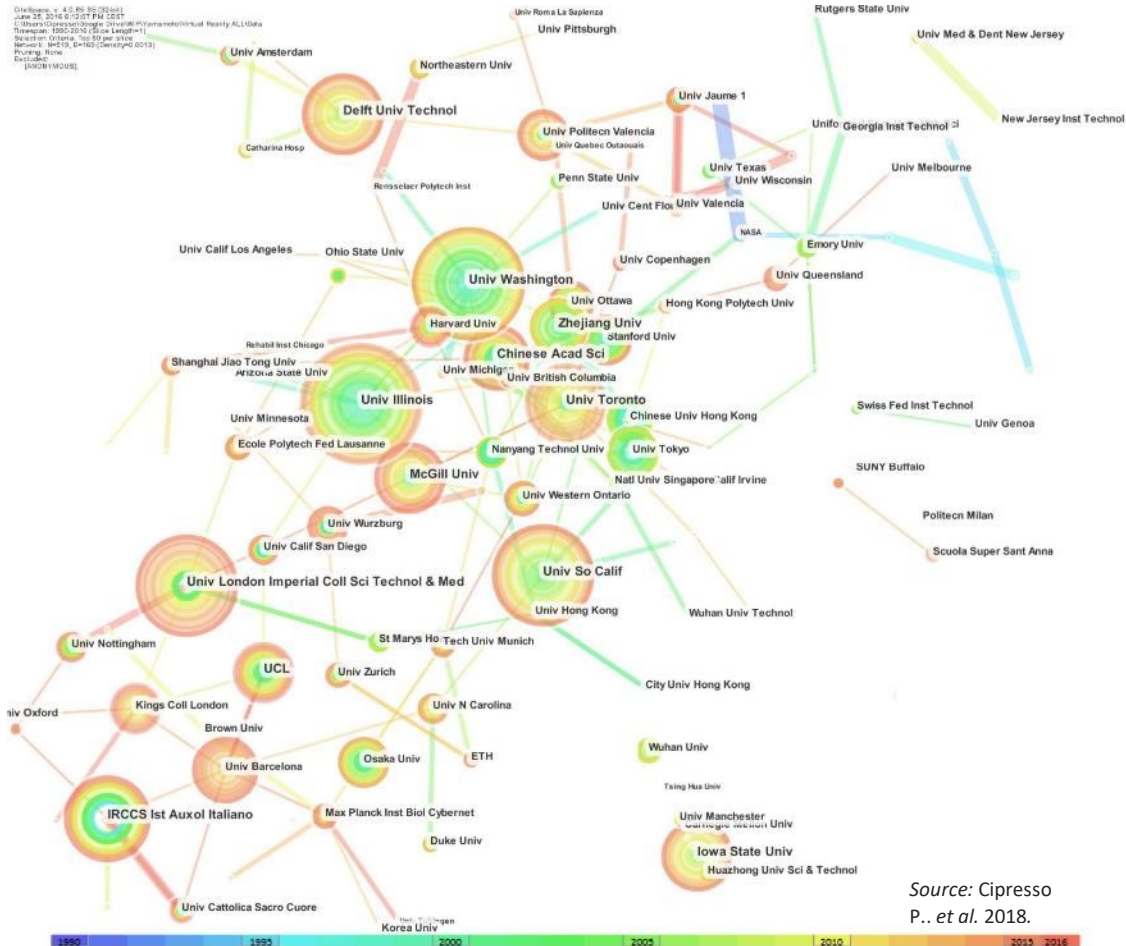 CiteSpace, v. 4.0.R5 SE (32-bit)
June 25, 2016 6:12:07 PM CEST
Timespan: 1990-2016 (Slice Length=1)
Selection Criteria: Top 50 per slice
Network: N=519, E=169 (Density=0.0013)
Pruning: None
Excluded:
[ANONYMOUS];
Univ Roma La Sapienza
Rutgers State Univ
Univ Pittsburgh
Univ Med & Dent New Jersey
Univ Amsterdam
Northeastern Univ
Univ Jaume 1
Delft Univ Technol
New Jersey Inst Technol
Georgia Inst Technol
Univ Politecn Valencia
Univ Quebec Outaouais
Catharina Hosp
Univ Texas
Univ Melbourne
Penn State Univ
Univ Wisconsin
Rensselaer Polytech Inst
Univ Cent
Univ Valencia
NASA
Univ Calif Los Angeles
Ohio State Univ
Emory Univ
Univ Copenhagen
Univ Washington
Univ Queensland
Univ Ottawa
Hong Kong Polytech Univ
Harvard Univ
Zhejiang Univ
Stanford Univ
Rehabil Inst Chicago
Chinese Acad Sci
Shanghai Jiao Tong Univ
Arizona State Univ
Univ Michigan
Univ British Columbia
Univ Illinois
Univ Toronto
Swiss Fed Inst Technol
Univ Minnesota
Chinese Univ Hong Kong
Univ Genoa
Ecole Polytech Fed Lausanne
Nanyang Technol Univ
Univ Tokyo
SUNY Buffalo
McGill Univ
Natl Univ Singapore
Irvine
Univ Western Ontario
Politecn Milan
Univ Wurzburg
Univ Calif San Diego
Scuola Super Sant Anna
Univ London Imperial Coll Sci Technol & Med
Univ So Calif
Univ Hong Kong
Wuhan Univ Technol
Univ Nottingham
St Marys
Tech Univ Munich
UCL
Univ Zurich
City Univ Hong Kong
Kings Coll London
Univ N Carolina
Oxford
Brown Univ
Wuhan Univ
Osaka Univ
ETH
Univ Barcelona
Tsing Hua Univ
IRCCS Ist Auxol Italiano
Max Planck Inst Biol Cybernet
Univ Manchester
Carnegie Mellon Univ
Duke Univ
Iowa State Univ
Huazhong Univ Sci & Technol
Univ Cattolica Sacro Cuore
Korea Univ
Source: Cipresso
P.. et al. 2018.
1990 1995 2000 2005 2010 2015 2016